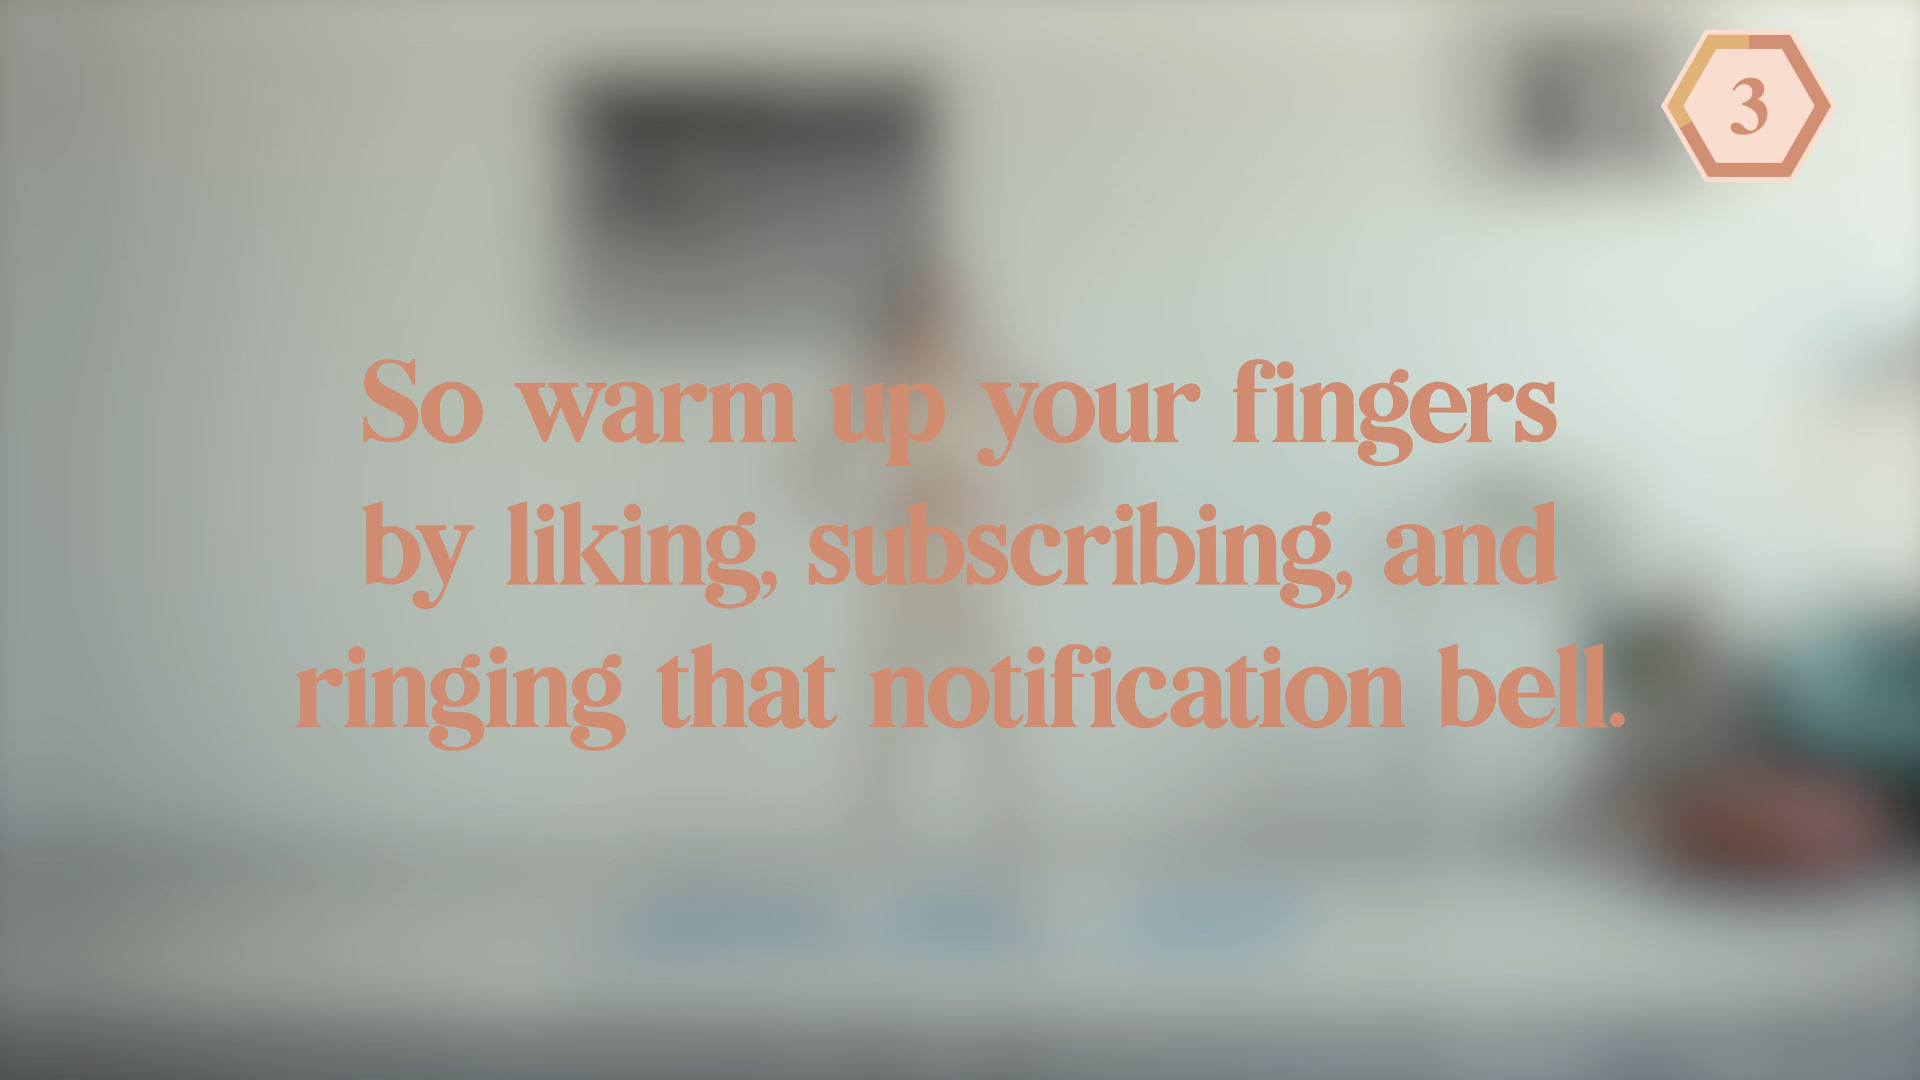 3
So warm up your fingers
by liking, subscribing, and
ringing that notification bell.